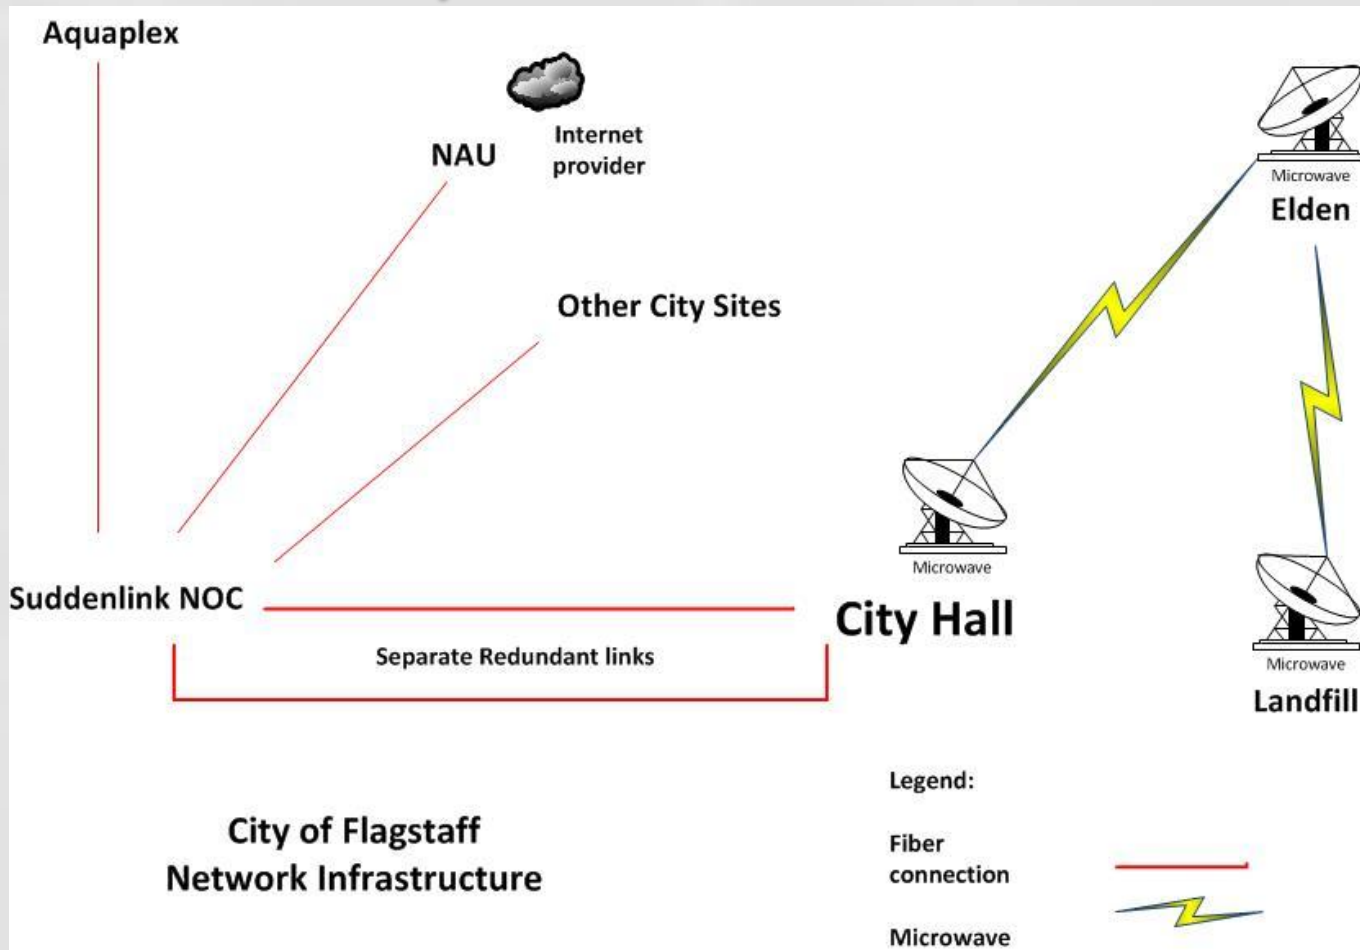 Aquaplex
NAU
Internet
provider
Other City Sites
Microwave
Elden
Microwave
City Hall
Suddenlink NOC
Separate Redundant links
Microwave
Landfill
City of Flagstaff
Network Infrastructure
Legend:
Fiber
connection
Microwave